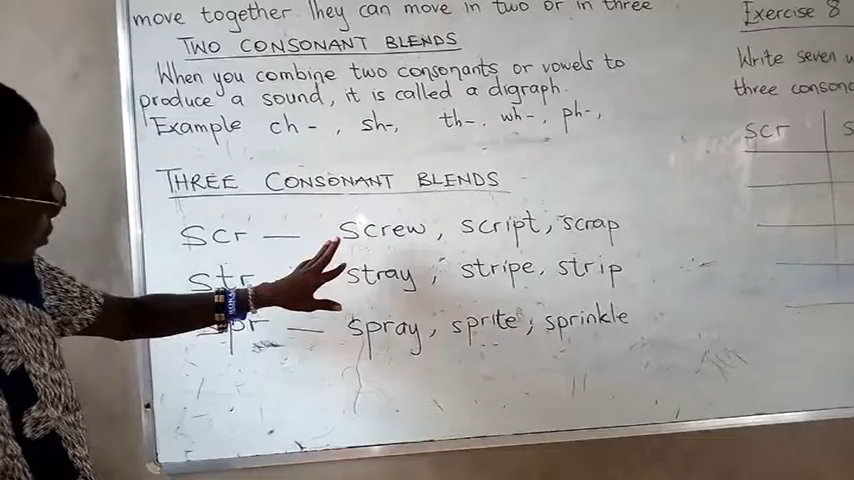 move together. They can move in two or in three
TWO CONSONANT BLENDS
When you combine two consonants or vowels to
produce a sound, it is called a digraph.
Example ch-, sh-, th-, wh-, ph-,
THREE CONSONANT BLENDS
scr — screw, script, scrap
str stray, stripe, strip
spr — spray, sprite, sprinkle
Exercise 8
Write seven
three
scr